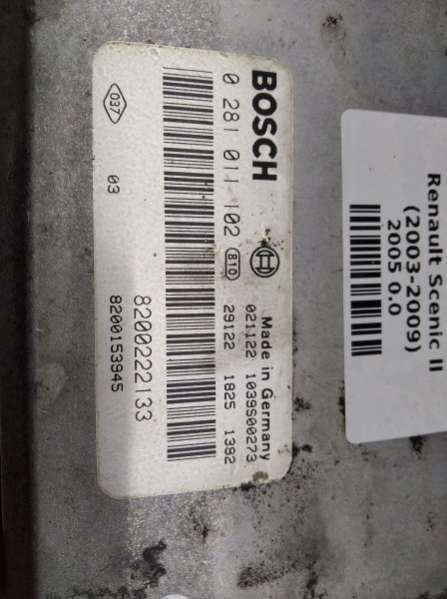 BOSCH
0 281 011 102
810
Made in Germany
021122 1039S00273
29122 1825 1392
8200222133
8200153945
037
03
Renault Scenic II
(2003-2009)
2005 0.0